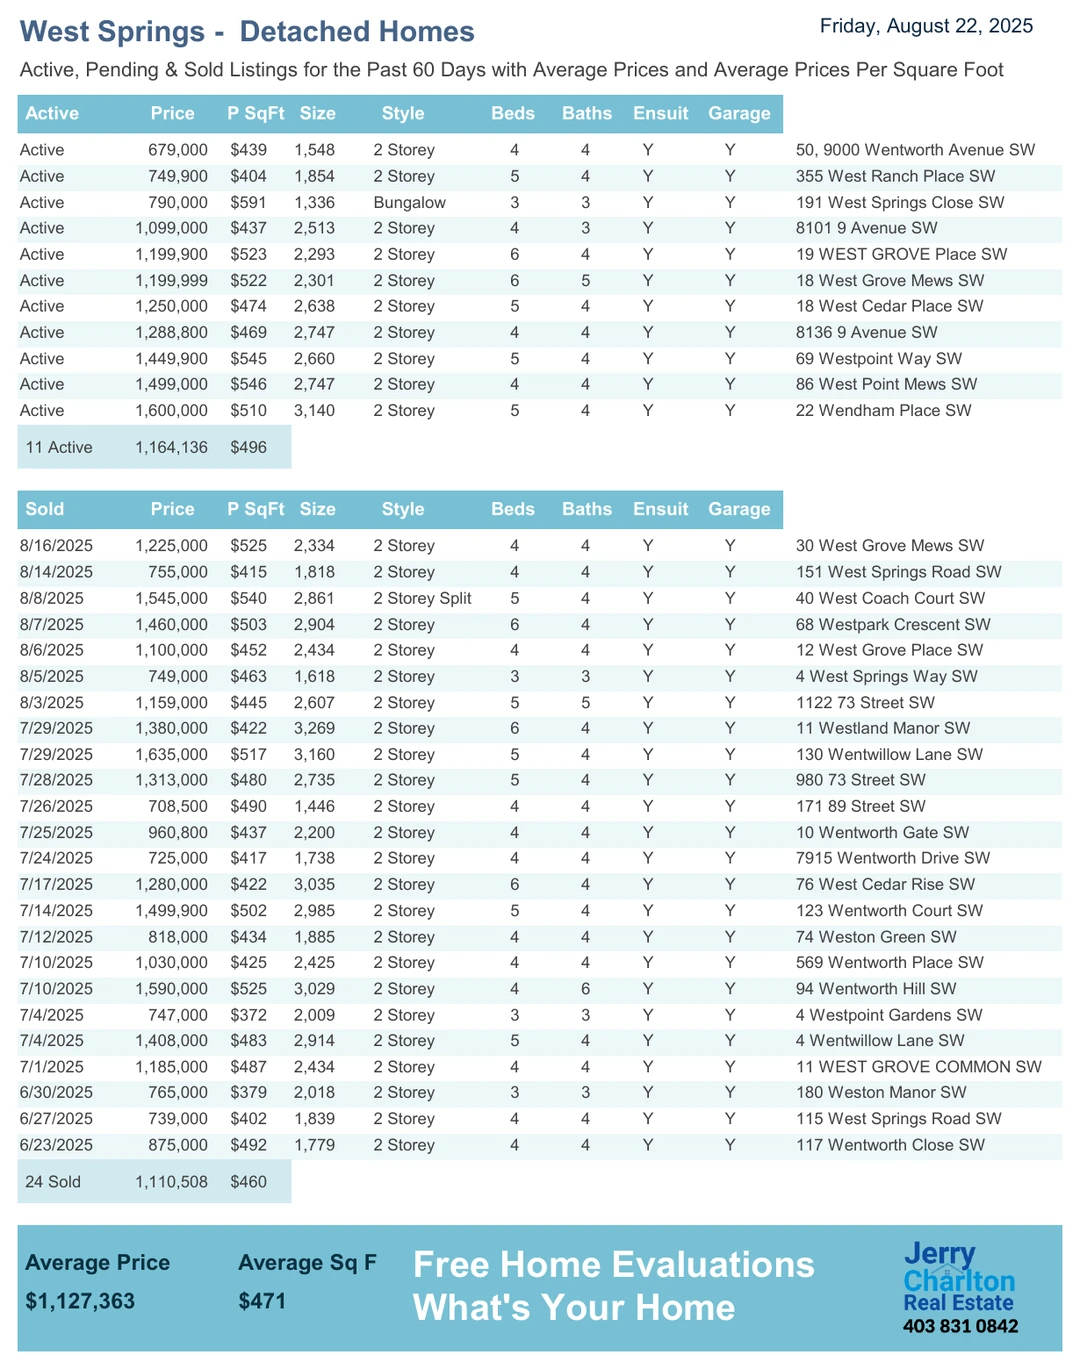 West Springs - Detached Homes
Friday, August 22, 2025
Active, Pending & Sold Listings for the Past 60 Days with Average Prices and Average Prices Per Square Foot
Active Price P SqFt Size Style Beds Baths Ensuit Garage
Active 679,000 $439 1,548 2 Storey 4 4 Y Y 50, 9000 Wentworth Avenue SW
Active 749,900 $404 1,854 2 Storey 5 4 Y Y 355 West Ranch Place SW
Active 790,000 $591 1,336 Bungalow 3 3 Y Y 191 West Springs Close SW
Active 1,099,000 $437 2,513 2 Storey 4 3 Y Y 8101 9 Avenue SW
Active 1,199,900 $523 2,293 2 Storey 6 4 Y Y 19 WEST GROVE Place SW
Active 1,199,999 $522 2,301 2 Storey 6 5 Y Y 18 West Grove Mews SW
Active 1,250,000 $474 2,638 2 Storey 5 4 Y Y 18 West Cedar Place SW
Active 1,288,800 $469 2,747 2 Storey 4 4 Y Y 8136 9 Avenue SW
Active 1,449,900 $545 2,660 2 Storey 5 4 Y Y 69 Westpoint Way SW
Active 1,499,000 $546 2,747 2 Storey 4 4 Y Y 86 West Point Mews SW
Active 1,600,000 $510 3,140 2 Storey 5 4 Y Y 22 Wendham Place SW
11 Active 1,164,136 $496
Sold Price P SqFt Size Style Beds Baths Ensuit Garage
8/16/2025 1,225,000 $525 2,334 2 Storey 4 4 Y Y 30 West Grove Mews SW
8/14/2025 755,000 $415 1,818 2 Storey 4 4 Y Y 151 West Springs Road SW
8/8/2025 1,545,000 $540 2,861 2 Storey Split 5 4 Y Y 40 West Coach Court SW
8/7/2025 1,460,000 $503 2,904 2 Storey 6 4 Y Y 68 Westpark Crescent SW
8/6/2025 1,100,000 $452 2,434 2 Storey 4 4 Y Y 12 West Grove Place SW
8/5/2025 749,000 $463 1,618 2 Storey 3 3 Y Y 4 West Springs Way SW
8/3/2025 1,159,000 $445 2,607 2 Storey 5 5 Y Y 1122 73 Street SW
7/29/2025 1,380,000 $422 3,269 2 Storey 6 4 Y Y 11 Westland Manor SW
7/29/2025 1,635,000 $517 3,160 2 Storey 5 4 Y Y 130 Wentwillow Lane SW
7/28/2025 1,313,000 $480 2,735 2 Storey 5 4 Y Y 980 73 Street SW
7/26/2025 708,500 $490 1,446 2 Storey 4 4 Y Y 171 89 Street SW
7/25/2025 960,800 $437 2,200 2 Storey 4 4 Y Y 10 Wentworth Gate SW
7/24/2025 725,000 $417 1,738 2 Storey 4 4 Y Y 7915 Wentworth Drive SW
7/17/2025 1,280,000 $422 3,035 2 Storey 6 4 Y Y 76 West Cedar Rise SW
7/14/2025 1,499,900 $502 2,985 2 Storey 5 4 Y Y 123 Wentworth Court SW
7/12/2025 818,000 $434 1,885 2 Storey 4 4 Y Y 74 Weston Green SW
7/10/2025 1,030,000 $425 2,425 2 Storey 4 4 Y Y 569 Wentworth Place SW
7/10/2025 1,590,000 $525 3,029 2 Storey 4 6 Y Y 94 Wentworth Hill SW
7/4/2025 747,000 $372 2,009 2 Storey 3 3 Y Y 4 Westpoint Gardens SW
7/4/2025 1,408,000 $483 2,914 2 Storey 5 4 Y Y 4 Wentwillow Lane SW
7/1/2025 1,185,000 $487 2,434 2 Storey 4 4 Y Y 11 WEST GROVE COMMON SW
6/30/2025 765,000 $379 2,018 2 Storey 3 3 Y Y 180 Weston Manor SW
6/27/2025 739,000 $402 1,839 2 Storey 4 4 Y Y 115 West Springs Road SW
6/23/2025 875,000 $492 1,779 2 Storey 4 4 Y Y 117 Wentworth Close SW
24 Sold 1,110,508 $460
Average Price Average Sq F
$1,127,363 $471
Free Home Evaluations
What's Your Home
Jerry
Charlton
Real Estate
403 831 0842